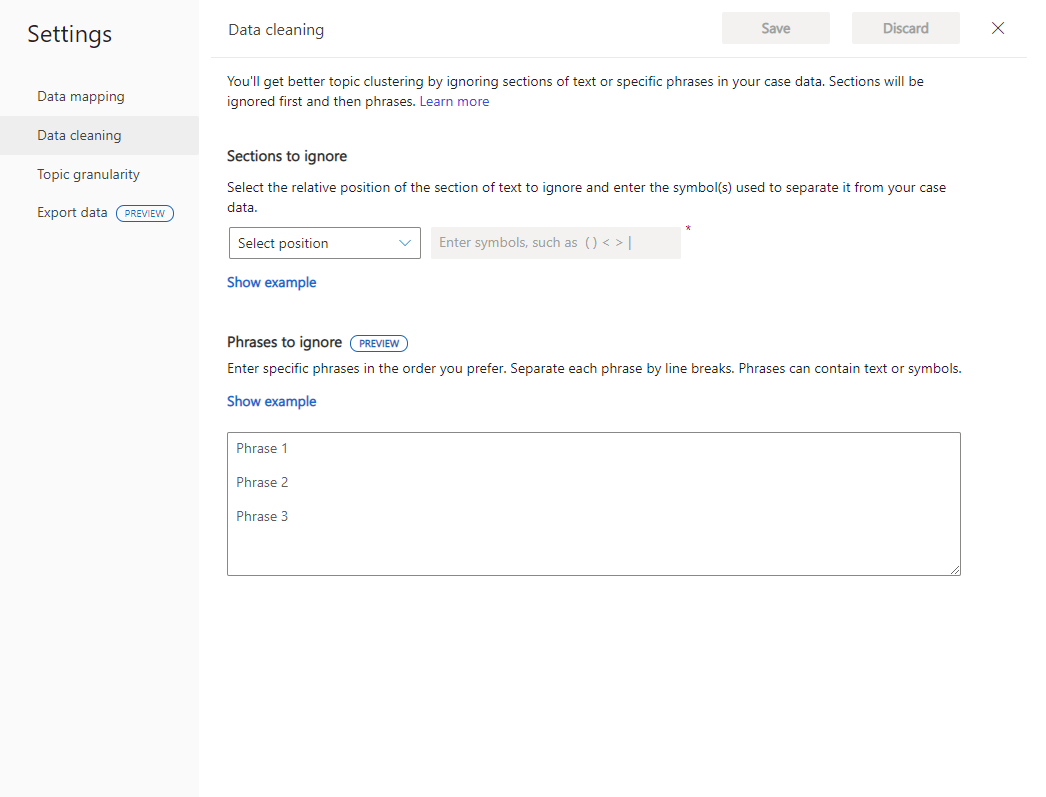 Settings
Data mapping
Data cleaning
Topic granularity
Export data PREVIEW
Data cleaning
Save
Discard
You'll get better topic clustering by ignoring sections of text or specific phrases in your case data. Sections will be
ignored first and then phrases. Learn more
Sections to ignore
Select the relative position of the section of text to ignore and enter the symbol(s) used to separate it from your case
data.
Select position
Enter symbols, such as ( ) < > |
*
Show example
Phrases to ignore PREVIEW
Enter specific phrases in the order you prefer. Separate each phrase by line breaks. Phrases can contain text or symbols.
Show example
Phrase 1
Phrase 2
Phrase 3